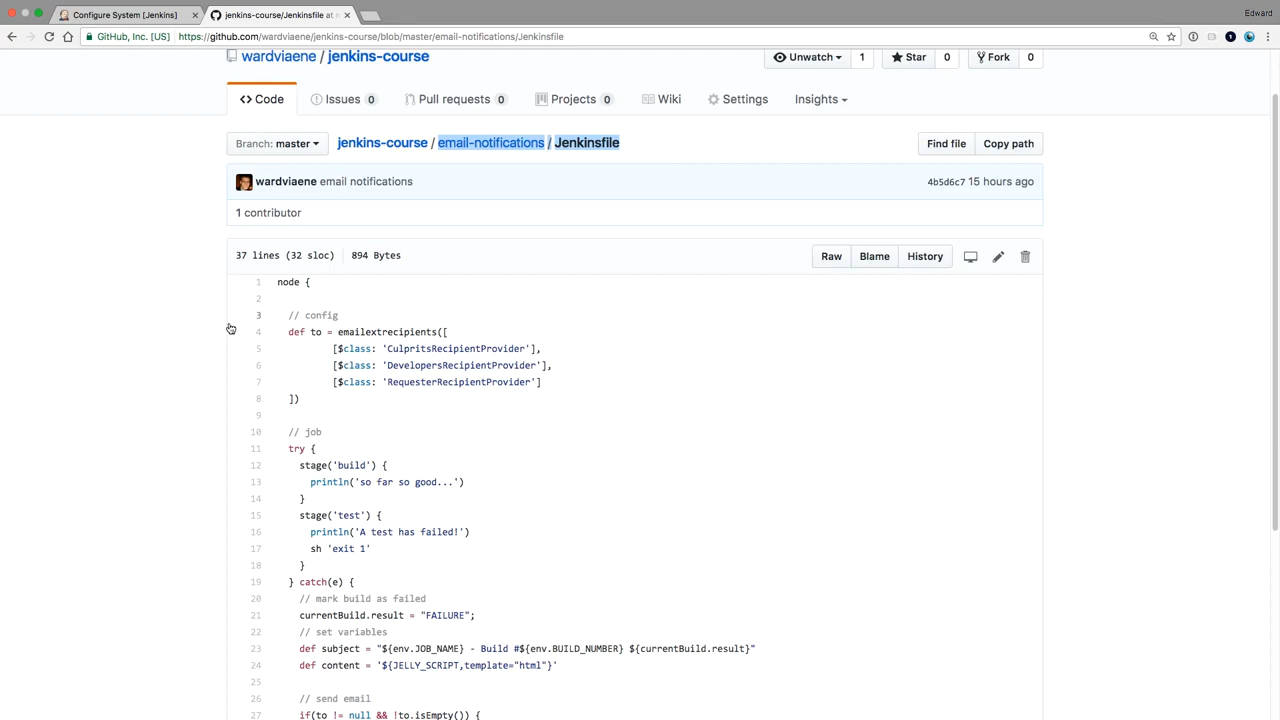 Configure System [Jenkins]
jenkins-course/Jenkinsfile at m
Edward
GitHub, Inc. [US]
https://github.com/wardviaene/jenkins-course/blob/master/email-notifications/Jenkinsfile
wardviaene / jenkins-course
Unwatch 1 Star 0 Fork 0
<> Code Issues 0 Pull requests 0 Projects 0 Wiki Settings Insights
Branch: master jenkins-course / email-notifications / Jenkinsfile Find file Copy path
wardviaene email notifications 4b5d6c7 15 hours ago
1 contributor
37 lines (32 sloc) 894 Bytes Raw Blame History
1 node {
2
3 // config
4 def to = emailextrecipients([
5 [$class: 'CulpritsRecipientProvider'],
6 [$class: 'DevelopersRecipientProvider'],
7 [$class: 'RequesterRecipientProvider']
8 ])
9
10 // job
11 try {
12 stage('build') {
13 println('so far so good...')
14 }
15 stage('test') {
16 println('A test has failed!')
17 sh 'exit 1'
18 }
19 } catch(e) {
20 // mark build as failed
21 currentBuild.result = "FAILURE";
22 // set variables
23 def subject = "${env.JOB_NAME} - Build #${env.BUILD_NUMBER} ${currentBuild.result}"
24 def content = '${JELLY_SCRIPT,template="html"}'
25
26 // send email
27 if(to != null && !to.isEmpty()) {